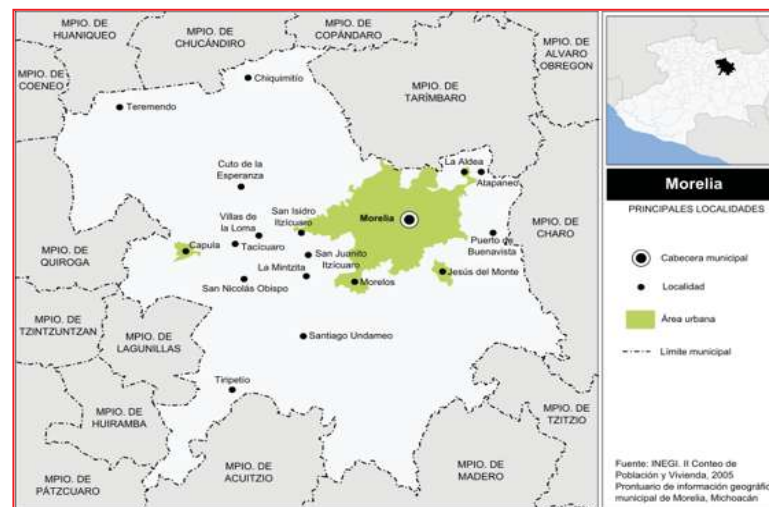 MPIO. DE
HUANIQUEO
MPIO. DE
CHUCÁNDIRO
MPIO. DE
COPÁNDARO
MPIO. DE
ALVARO
OBREGON
MPIO. DE
COENEO
Chiquimitío
Teremendo
MPIO. DE
TARÍMBARO
La Aldea
Atapaneo
Cuto de la
Esperanza
Morelia
Villas de
la Loma
San Isidro
Itzícuaro
MPIO. DE
CHARO
Puerto de
Buenavista
MPIO. DE
QUIROGA
Capula
Tacícuaro
San Juanito
Itzícuaro
La Mintzita
Jesús del Monte
San Nicolás Obispo
Morelos
MPIO. DE
TZINTZUNTZAN
MPIO. DE
LAGUNILLAS
Santiago Undameo
Tiripetío
MPIO. DE
HUIRAMBA
MPIO. DE
TZITZIO
MPIO. DE
PÁTZCUARO
MPIO. DE
ACUITZIO
MPIO. DE
MADERO
Morelia
PRINCIPALES LOCALIDADES
Cabecera municipal
Localidad
Área urbana
Límite municipal
Fuente: INEGI. II Conteo de
Población y Vivienda, 2005
Prontuario de información geográfic
municipal de Morelia, Michoacán